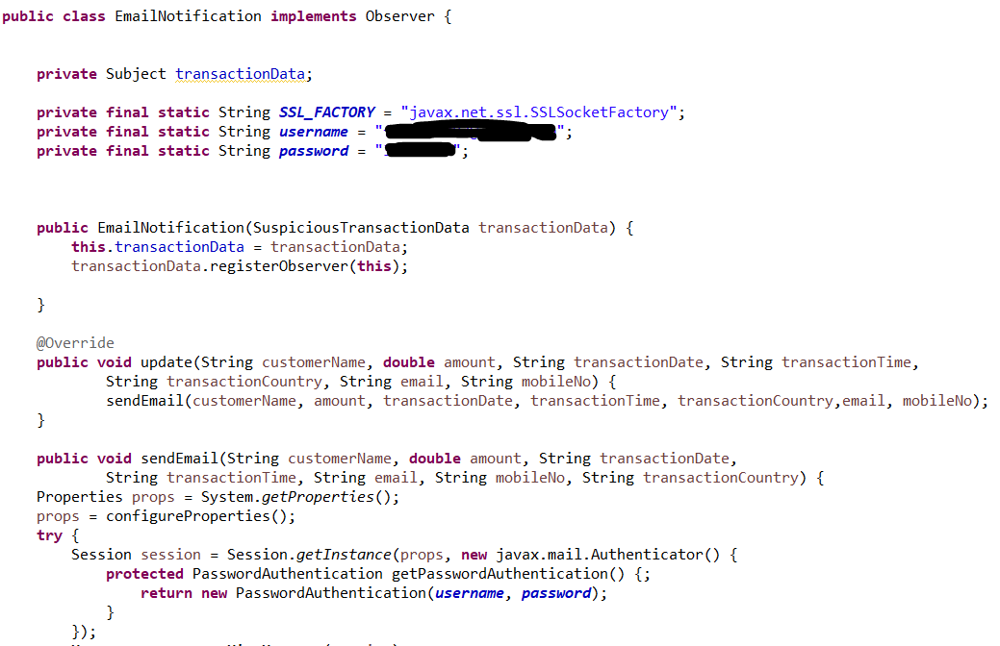 public class EmailNotification implements Observer {
private Subject transactionData;
private final static String SSL_FACTORY = "javax.net.ssl.SSLSocketFactory";
private final static String username = "";
private final static String password = "";
public EmailNotification(SuspiciousTransactionData transactionData) {
this.transactionData = transactionData;
transactionData.registerObserver(this);
}
@Override
public void update(String customerName, double amount, String transactionDate, String transactionTime,
String transactionCountry, String email, String mobileNo) {
sendEmail(customerName, amount, transactionDate, transactionTime, transactionCountry,email, mobileNo);
}
public void sendEmail(String customerName, double amount, String transactionDate,
String transactionTime, String email, String mobileNo, String transactionCountry) {
Properties props = System.getProperties();
props = configureProperties();
try {
Session session = Session.getInstance(props, new javax.mail.Authenticator() {
protected PasswordAuthentication getPasswordAuthentication() {;
return new PasswordAuthentication(username, password);
}
});